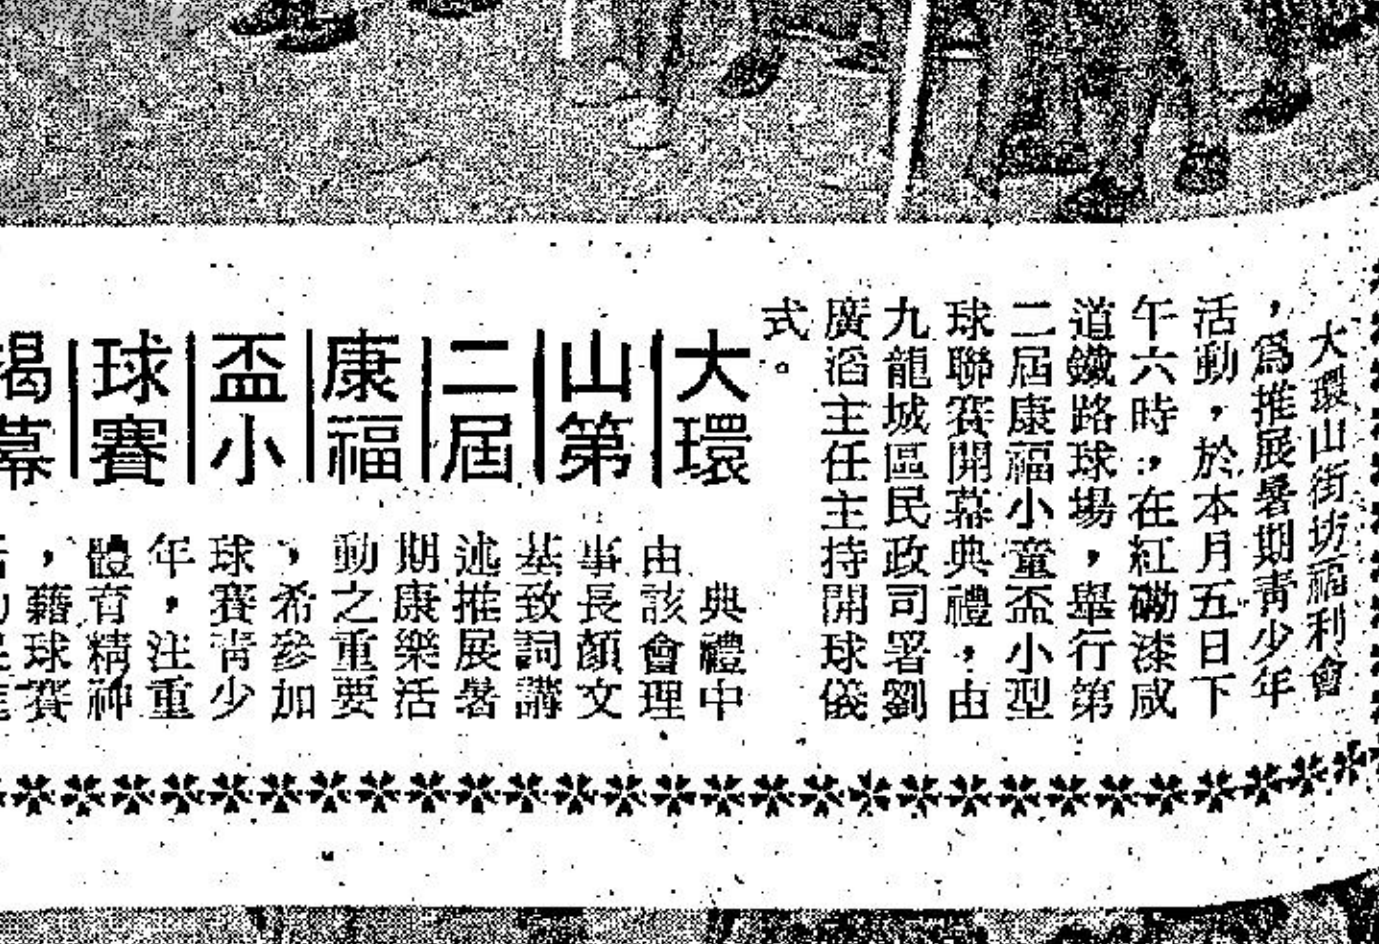 大環山街坊福利會
，爲推展暑期青少年
活動，於本月五日下
午六時，在紅磡漆咸
道鐵路球場，舉行第
二屆康福小童盃小型
球聯賽開幕典禮，由
九龍城區民政司署劉
廣滔主任主持開球儀
式。
大環
山第
二屆
康福
盃小
球賽
揭幕
典禮中
由該會理
事長顏文
基致詞講
述推展暑
期康樂活
動之重要
，希參加
球賽青少
年，注重
體育精神
，藉球賽